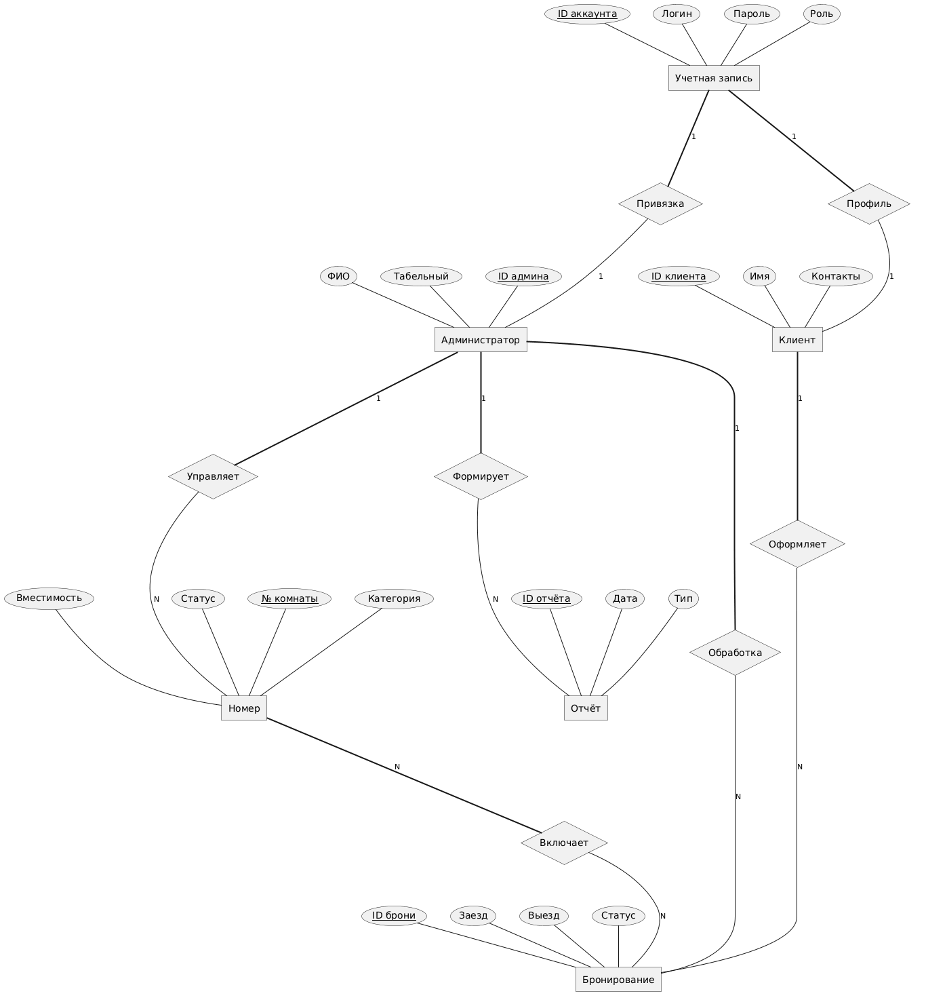 ID аккаунта
Логин
Пароль
Роль
Учетная запись
1
1
Привязка
Профиль
ФИО
Табельный
ID админа
1
ID клиента
Имя
Контакты
1
Администратор
Клиент
1
1
1
1
Управляет
Формирует
Оформляет
Вместимость
N
Статус
№ комнаты
Категория
N
ID отчёта
Дата
Тип
Обработка
Номер
Отчёт
N
N
N
Включает
ID брони
Заезд
Выезд
Статус
N
Бронирование